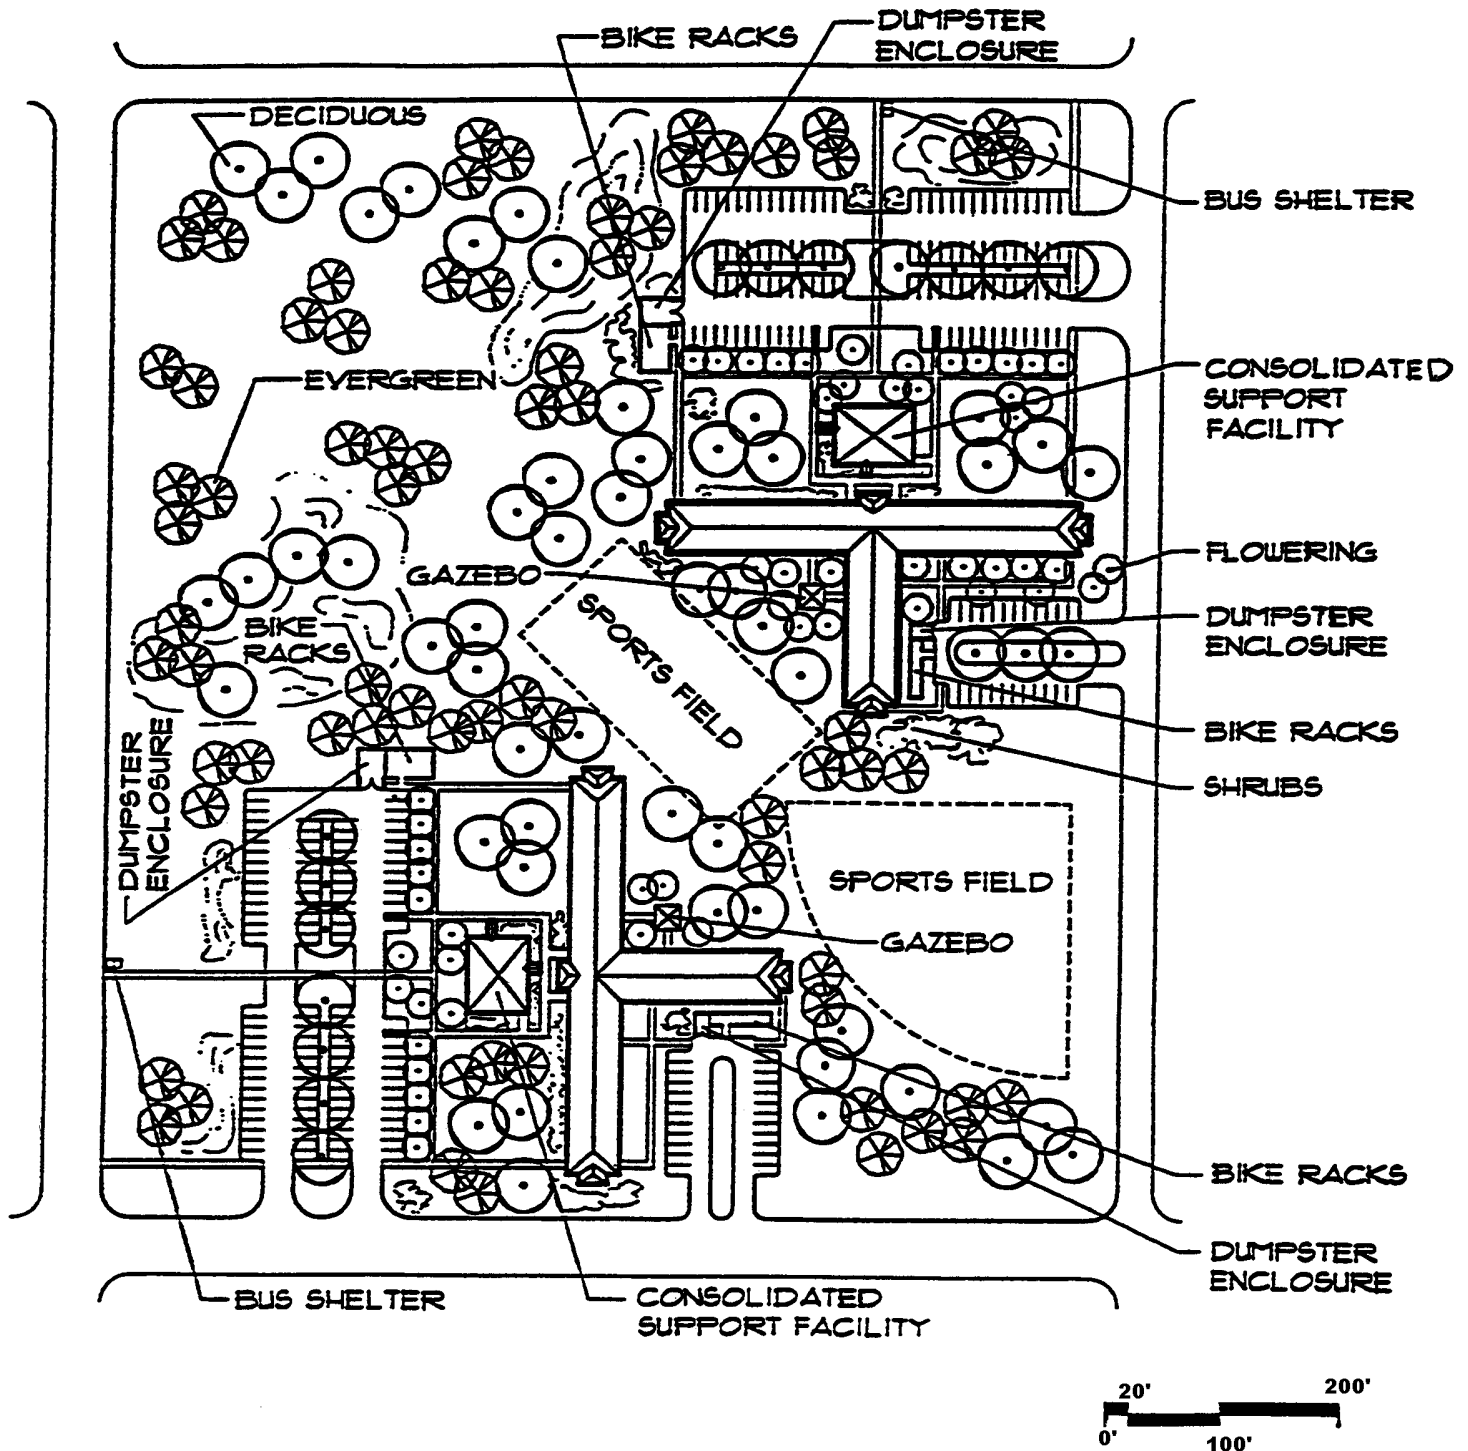 DUMPSTER
ENCLOSURE
BIKE RACKS
DECIDUOUS
BUS SHELTER
EVERGREEN
CONSOLIDATED
SUPPORT
FACILITY
FLOWERING
GAZEBO
SPORTS FIELD
BIKE
RACKS
DUMPSTER
ENCLOSURE
BIKE RACKS
SHRUBS
DUMPSTER
ENCLOSURE
SPORTS FIELD
GAZEBO
BIKE RACKS
DUMPSTER
ENCLOSURE
BUS SHELTER
CONSOLIDATED
SUPPORT FACILITY
20' 200'
0' 100'